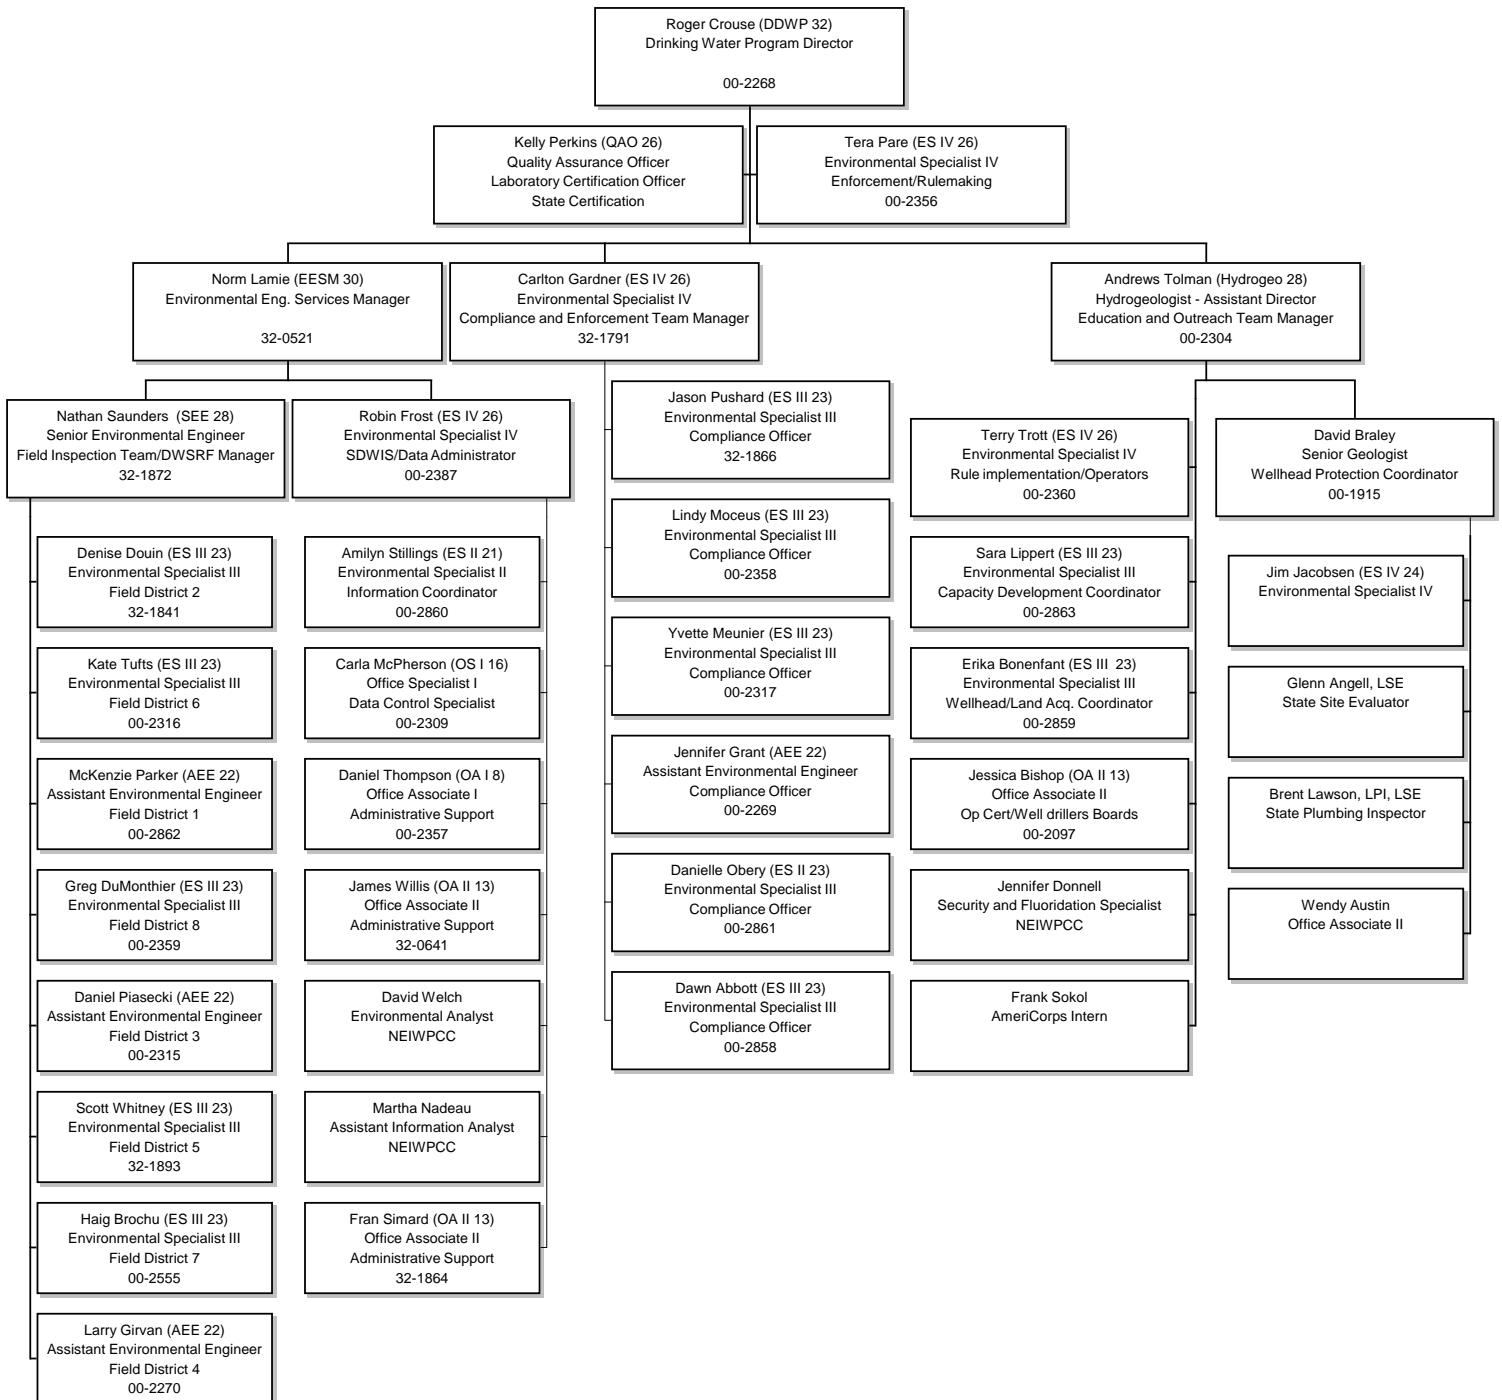 Roger Crouse (DDWP 32)
Drinking Water Program Director
00-2268
Kelly Perkins (QAO 26)
Quality Assurance Officer
Laboratory Certification Officer
State Certification
Tera Pare (ES IV 26)
Environmental Specialist IV
Enforcement/Rulemaking
00-2356
Norm Lamie (EESM 30)
Environmental Eng. Services Manager
32-0521
Carlton Gardner (ES IV 26)
Environmental Specialist IV
Compliance and Enforcement Team Manager
32-1791
Andrews Tolman (Hydrogeo 28)
Hydrogeologist - Assistant Director
Education and Outreach Team Manager
00-2304
Nathan Saunders  (SEE 28)
Senior Environmental Engineer
Field Inspection Team/DWSRF Manager
32-1872
Robin Frost (ES IV 26)
Environmental Specialist IV
SDWIS/Data Administrator
00-2387
Denise Douin (ES III 23)
Environmental Specialist III
Field District 2
32-1841
Kate Tufts (ES III 23)
Environmental Specialist III
Field District 6
00-2316
McKenzie Parker (AEE 22)
Assistant Environmental Engineer
Field District 1
00-2862
Greg DuMonthier (ES III 23)
Environmental Specialist III
Field District 8
00-2359
Daniel Piasecki (AEE 22)
Assistant Environmental Engineer
Field District 3
00-2315
Scott Whitney (ES III 23)
Environmental Specialist III
Field District 5
32-1893
Haig Brochu (ES III 23)
Environmental Specialist III
Field District 7
00-2555
Larry Girvan (AEE 22)
Assistant Environmental Engineer
Field District 4
00-2270
Amilyn Stillings (ES II 21)
Environmental Specialist II
Information Coordinator
00-2860
Carla McPherson (OS I 16)
Office Specialist I
Data Control Specialist
00-2309
Daniel Thompson (OA I 8)
Office Associate I
Administrative Support
00-2357
James Willis (OA II 13)
Office Associate II
Administrative Support
32-0641
David Welch
Environmental Analyst
NEIWPCC
Martha Nadeau
Assistant Information Analyst
NEIWPCC
Fran Simard (OA II 13)
Office Associate II
Administrative Support
32-1864
Jason Pushard (ES III 23)
Environmental Specialist III
Compliance Officer
32-1866
Lindy Moceus (ES III 23)
Environmental Specialist III
Compliance Officer
00-2358
Yvette Meunier (ES III 23)
Environmental Specialist III
Compliance Officer
00-2317
Jennifer Grant (AEE 22)
Assistant Environmental Engineer
Compliance Officer
00-2269
Danielle Obery (ES II 23)
Environmental Specialist III
Compliance Officer
00-2861
Dawn Abbott (ES III 23)
Environmental Specialist III
Compliance Officer
00-2858
Terry Trott (ES IV 26)
Environmental Specialist IV
Rule implementation/Operators
00-2360
Sara Lippert (ES III 23)
Environmental Specialist III
Capacity Development Coordinator
00-2863
Erika Bonenfant (ES III  23)
Environmental Specialist III
Wellhead/Land Acq. Coordinator
00-2859
Jessica Bishop (OA II 13)
Office Associate II
Op Cert/Well drillers Boards
00-2097
Jennifer Donnell
Security and Fluoridation Specialist
NEIWPCC
Frank Sokol
AmeriCorps Intern
David Braley
Senior Geologist
Wellhead Protection Coordinator
00-1915
Jim Jacobsen (ES IV 24)
Environmental Specialist IV
Glenn Angell, LSE
State Site Evaluator
Brent Lawson, LPI, LSE
State Plumbing Inspector
Wendy Austin
Office Associate II